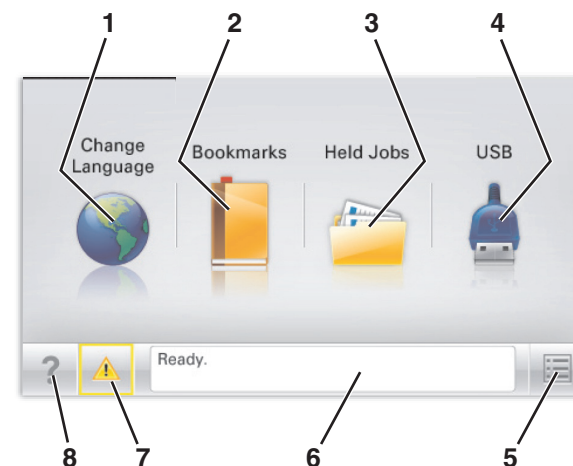 1 2 3 4
Change
Language
Bookmarks Held Jobs USB
? Ready.
8 7 6 5